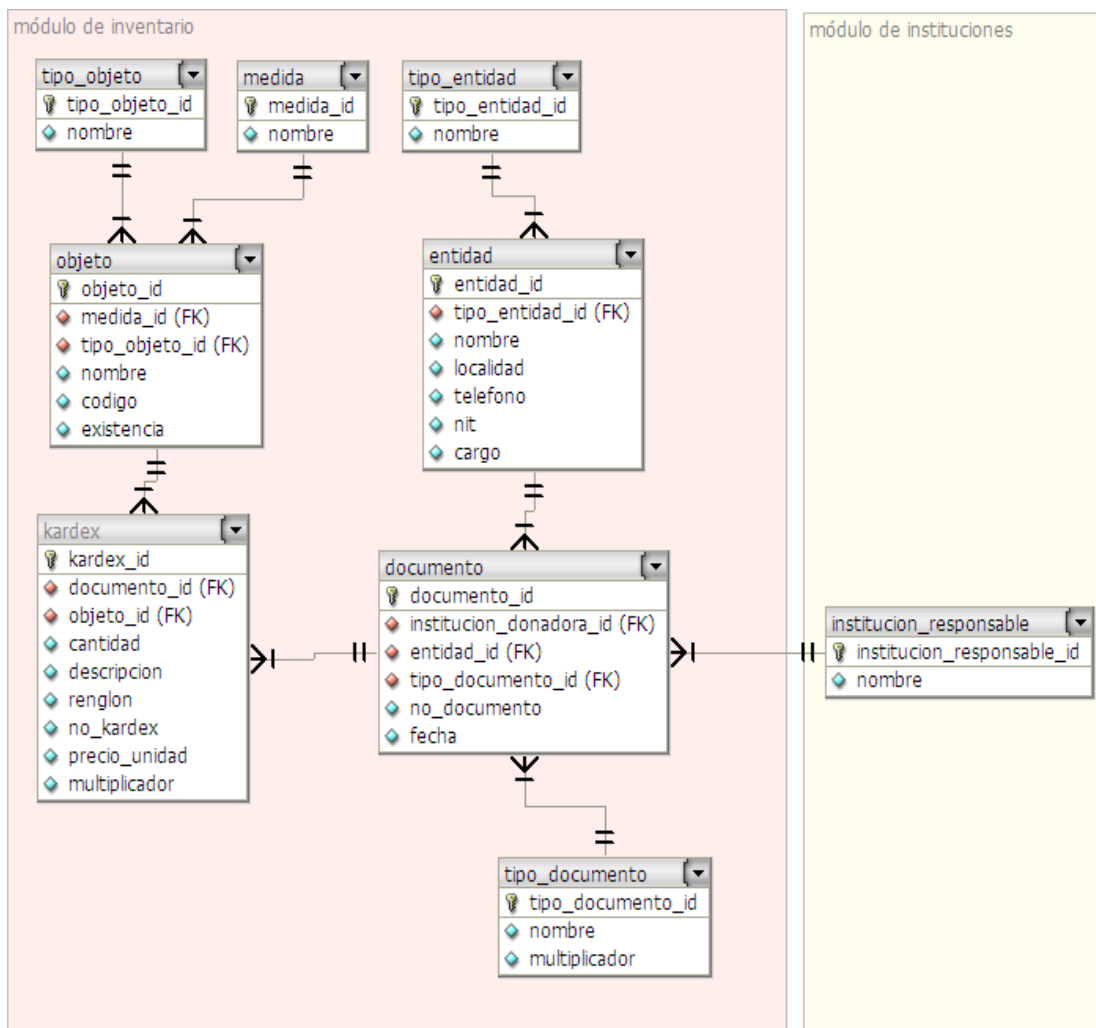 módulo de inventario
tipo_objeto
tipo_objeto_id
nombre
medida
medida_id
nombre
tipo_entidad
tipo_entidad_id
nombre
objeto
objeto_id
medida_id (FK)
tipo_objeto_id (FK)
nombre
codigo
existencia
entidad
entidad_id
tipo_entidad_id (FK)
nombre
localidad
telefono
nit
cargo
kardex
kardex_id
documento_id (FK)
objeto_id (FK)
cantidad
descripcion
renglon
no_kardex
precio_unidad
multiplicador
documento
documento_id
institucion_donadora_id (FK)
entidad_id (FK)
tipo_documento_id (FK)
no_documento
fecha
tipo_documento
tipo_documento_id
nombre
multiplicador
módulo de instituciones
institucion_responsable
institucion_responsable_id
nombre